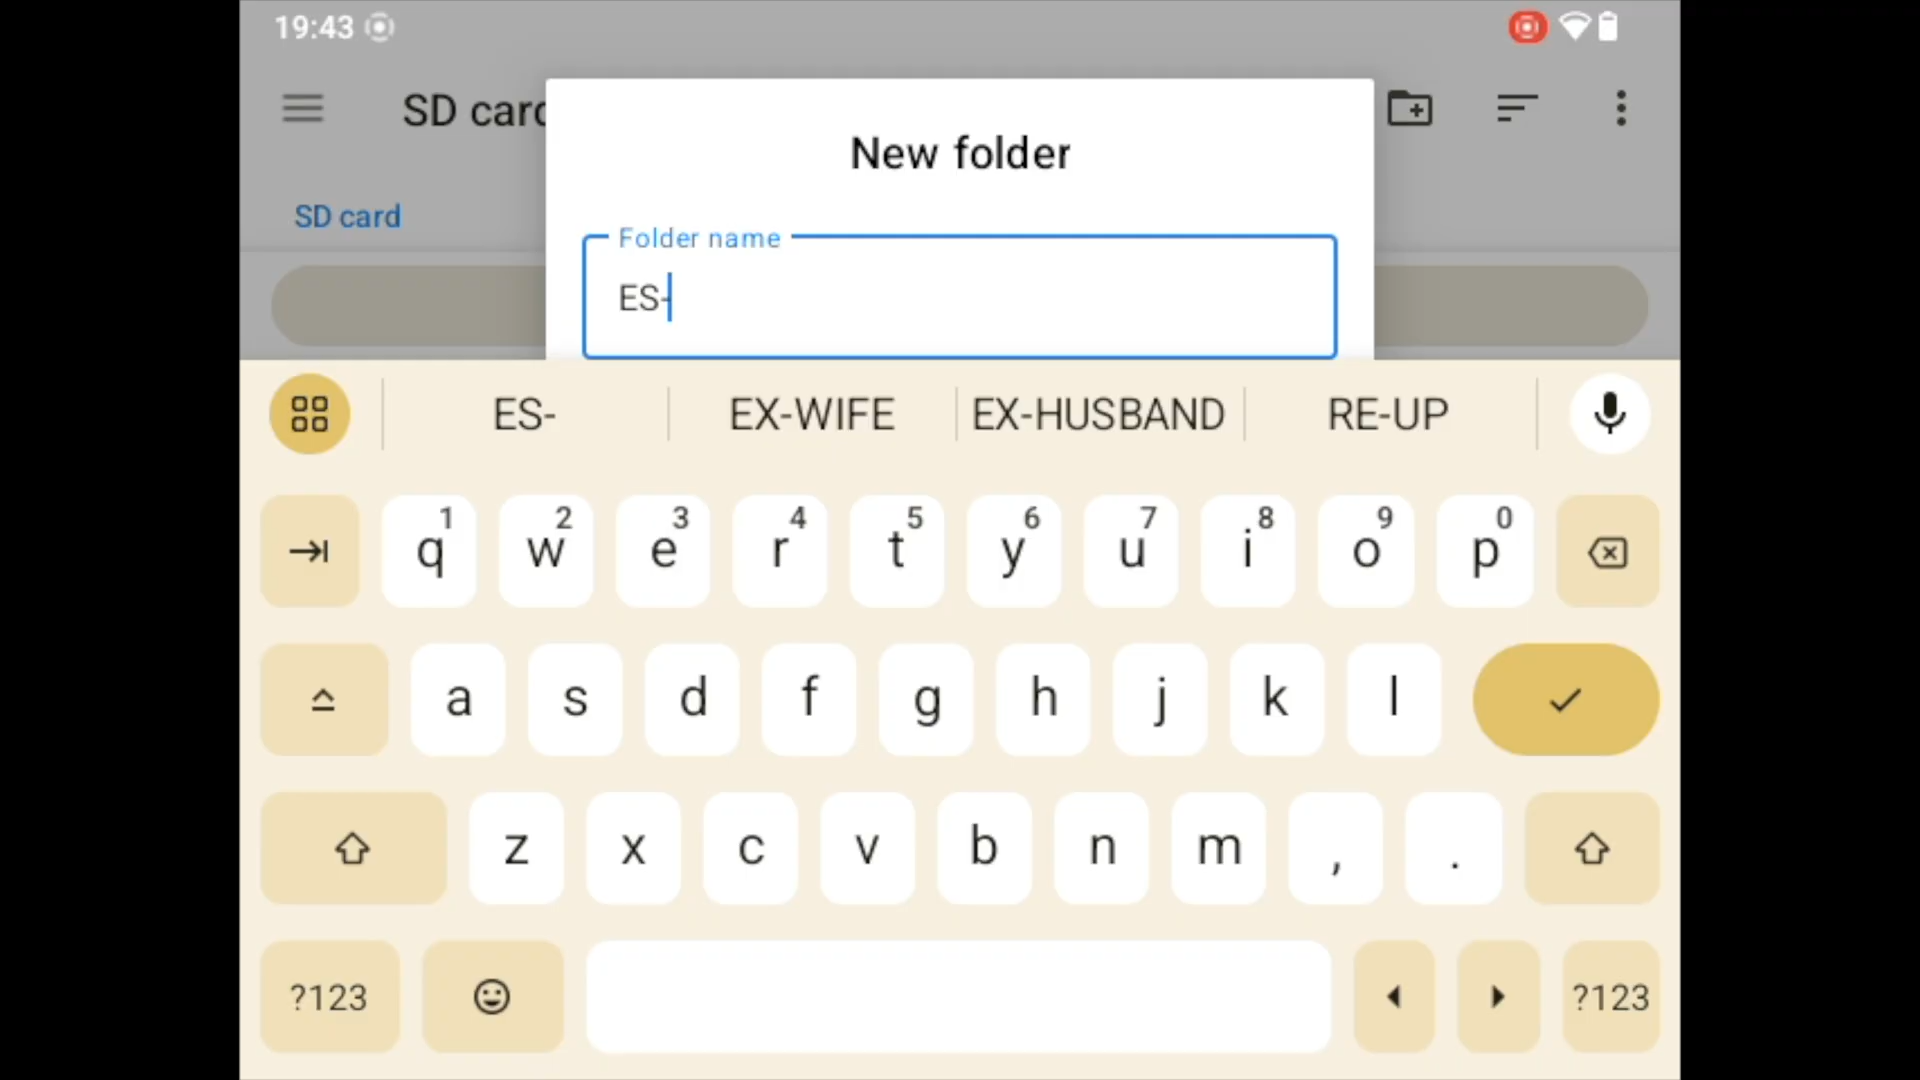 19:43
SD card
New folder
SD card
Folder name
ES-
ES- EX-WIFE EX-HUSBAND RE-UP
q 1 w 2 e 3 r 4 t 5 y 6 u 7 i 8 o 9 p 0
a s d f g h j k l
z x c v b n m , .
?123 ?123